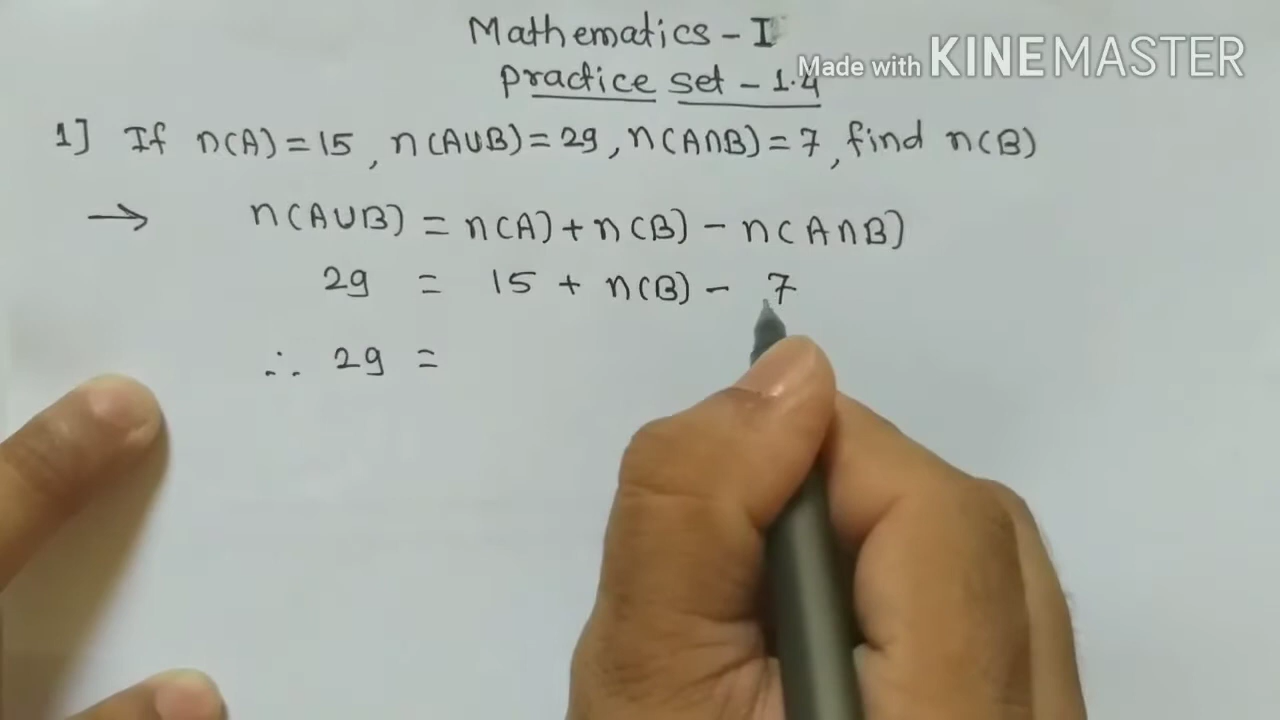 Mathematics - I
Made with KINEMASTER
Practice set - 1.4
1] If n(A) = 15, n(A∪B) = 29, n(A∩B) = 7, find n(B)
→ n(A∪B) = n(A) + n(B) - n(A∩B)
29 = 15 + n(B) - 7
∴ 29 =